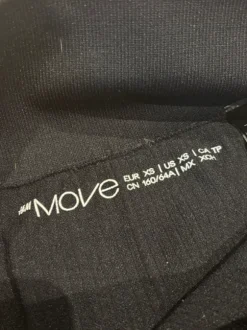 H&M Move
EUR XS | US XS | CA TP
CN 160/64A | MX XCH